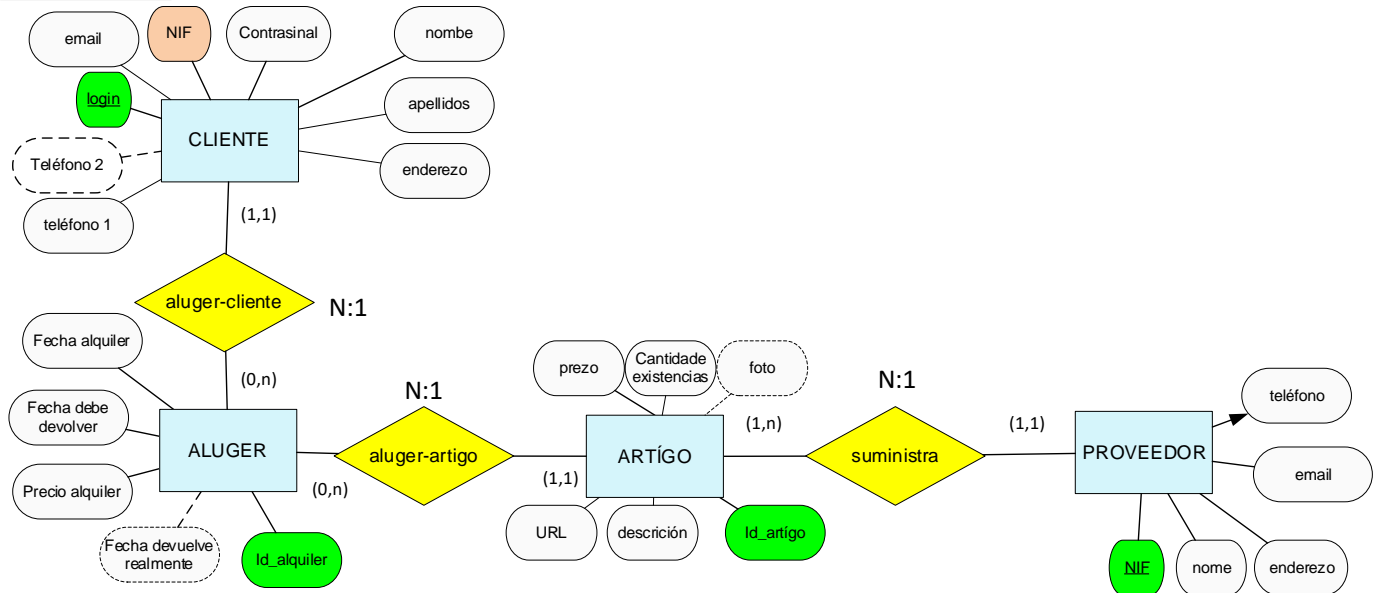 email
NIF
Contrasinal
nombe
login
apellidos
CLIENTE
Teléfono 2
enderezo
teléfono 1
(1,1)
aluger-cliente
N:1
Fecha alquiler
(0,n)
Fecha debe
devolver
ALUGER
Precio alquiler
Fecha devuelve
realmente
Id_alquiler
(0,n)
N:1
aluger-artigo
(1,1)
prezo
Cantidade
existencias
foto
ARTÍGO
URL
descrición
Id_artígo
(1,n)
N:1
suministra
(1,1)
PROVEEDOR
teléfono
email
NIF
nome
enderezo